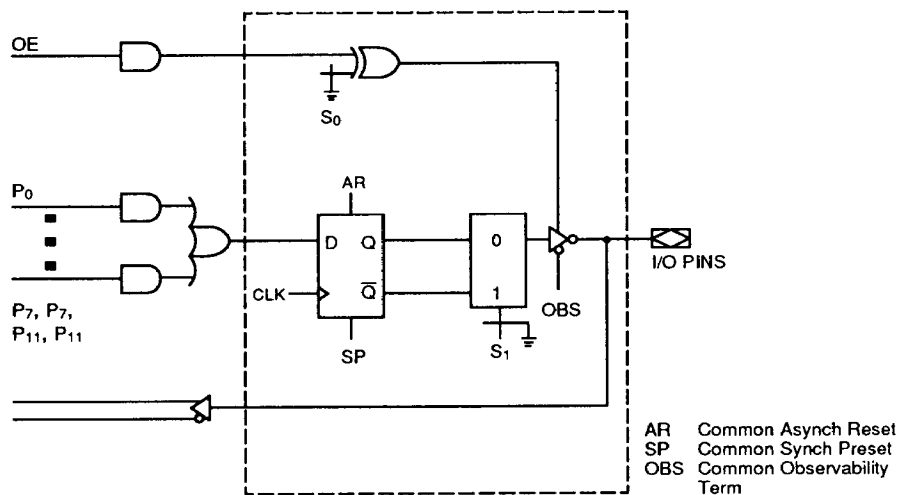 OE
S0
P0
AR
D Q
CLK
Q̅
SP
0
1
S1
OBS
I/O PINS
P7, P7,
P11, P11
AR Common Asynch Reset
SP Common Synch Preset
OBS Common Observability
Term